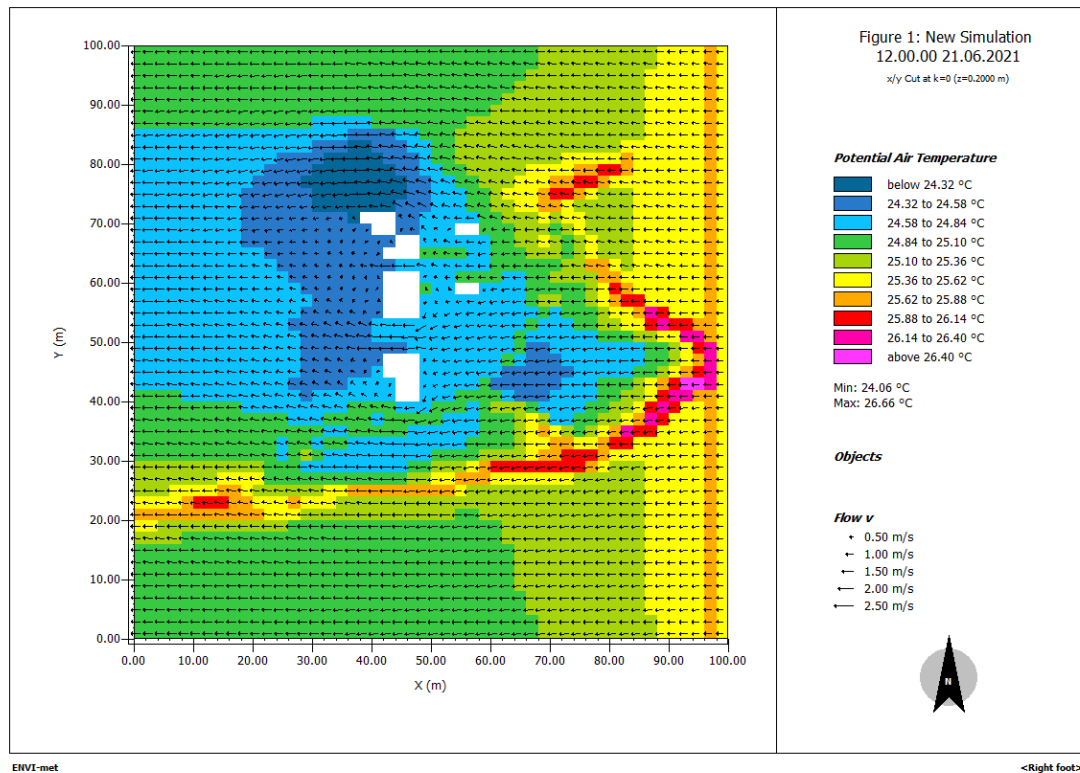 Figure 1: New Simulation
12.00.00 21.06.2021
x/y Cut at k=0 (z=0.2000 m)
100.00
90.00
80.00
70.00
60.00
50.00
40.00
30.00
20.00
10.00
0.00
Y (m)
0.00 10.00 20.00 30.00 40.00 50.00 60.00 70.00 80.00 90.00 100.00
X (m)
Potential Air Temperature
below 24.32 °C
24.32 to 24.58 °C
24.58 to 24.84 °C
24.84 to 25.10 °C
25.10 to 25.36 °C
25.36 to 25.62 °C
25.62 to 25.88 °C
25.88 to 26.14 °C
26.14 to 26.40 °C
above 26.40 °C
Min: 24.06 °C
Max: 26.66 °C
Objects
Flow v
0.50 m/s
1.00 m/s
1.50 m/s
2.00 m/s
2.50 m/s
N
ENVI-met
<Right foot>